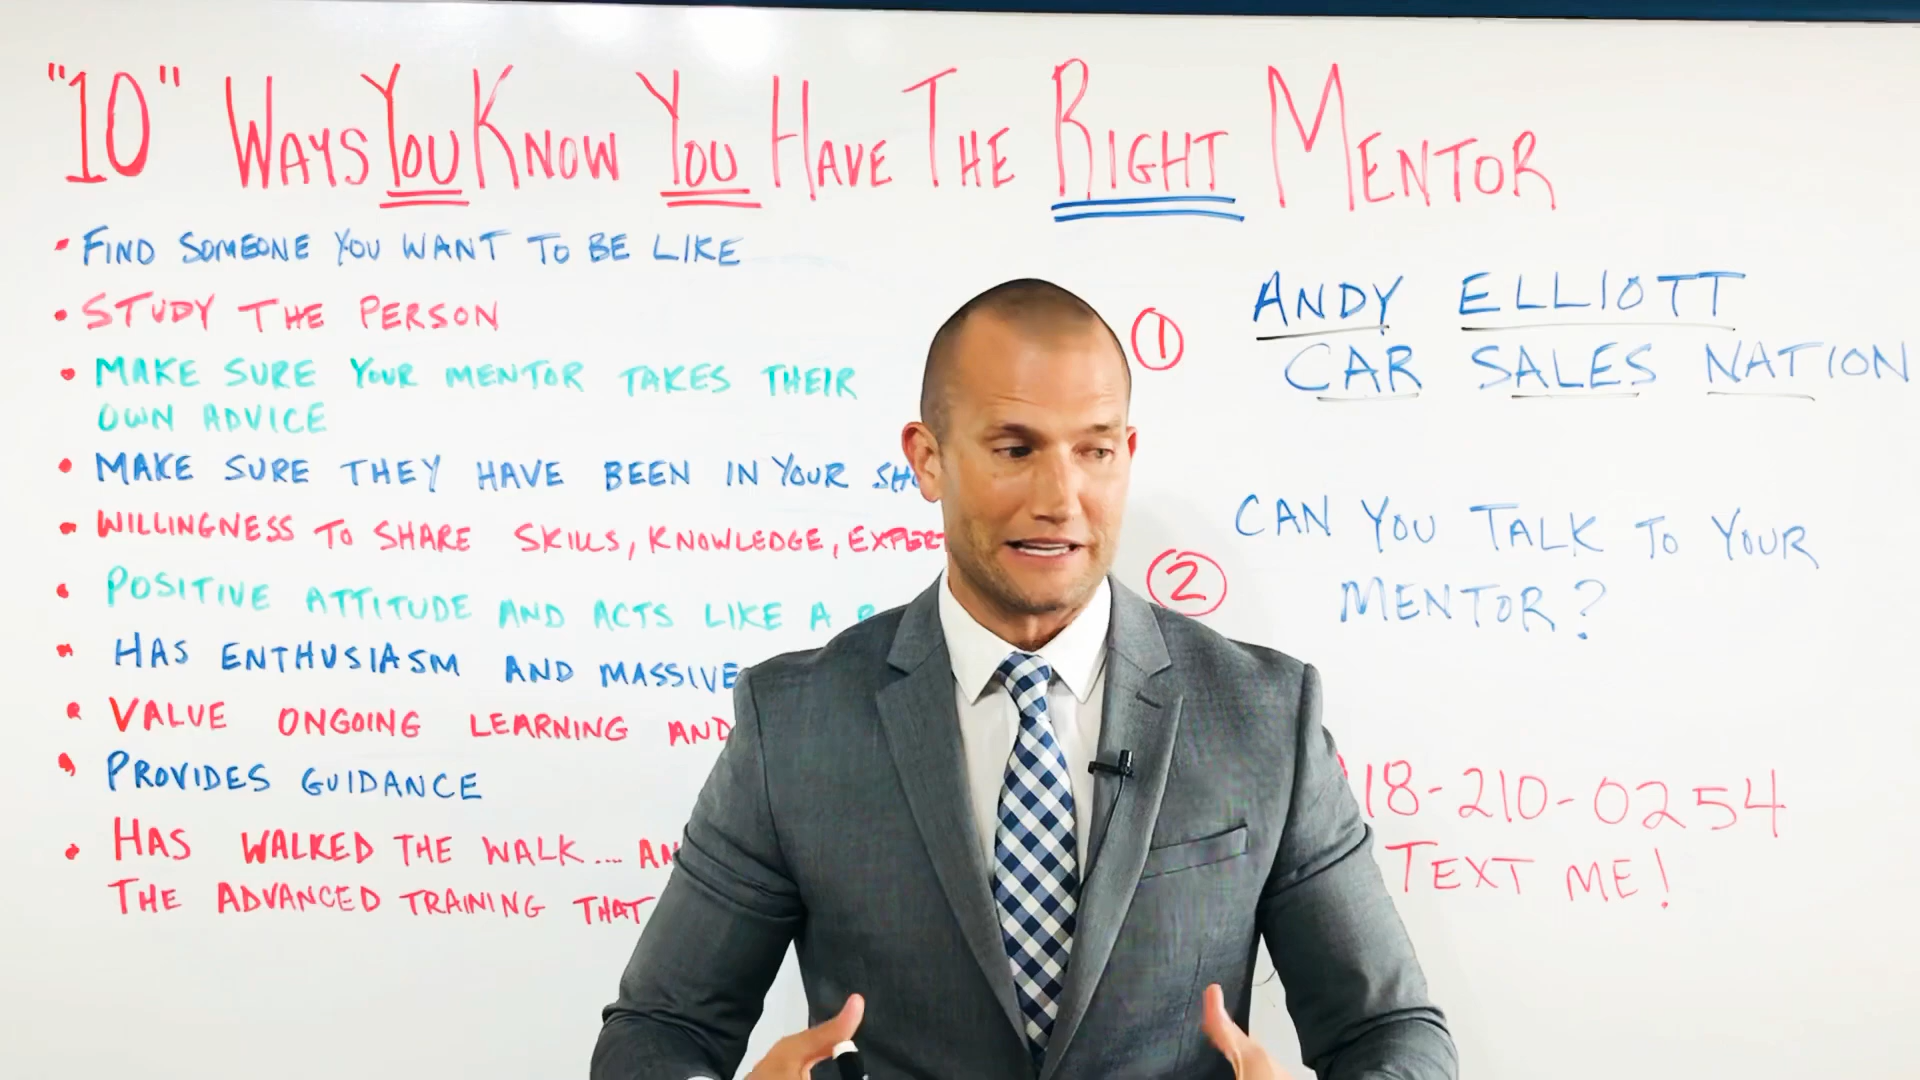 "10" WAYS YOU KNOW YOU HAVE THE RIGHT MENTOR
• FIND SOMEONE YOU WANT TO BE LIKE
• STUDY THE PERSON
• MAKE SURE YOUR MENTOR TAKES THEIR
OWN ADVICE
• MAKE SURE THEY HAVE BEEN IN YOUR
• WILLINGNESS TO SHARE SKILLS, KNOWLEDGE,
• POSITIVE ATTITUDE AND ACTS LIKE A
• HAS ENTHUSIASM AND MASSIVE
• VALUE ONGOING LEARNING AND
• PROVIDES GUIDANCE
• HAS WALKED THE WALK...
THE ADVANCED TRAINING THAT
① ANDY ELLIOTT
CAR SALES NATION
② CAN YOU TALK TO YOUR
MENTOR?
18-210-0254
TEXT ME!